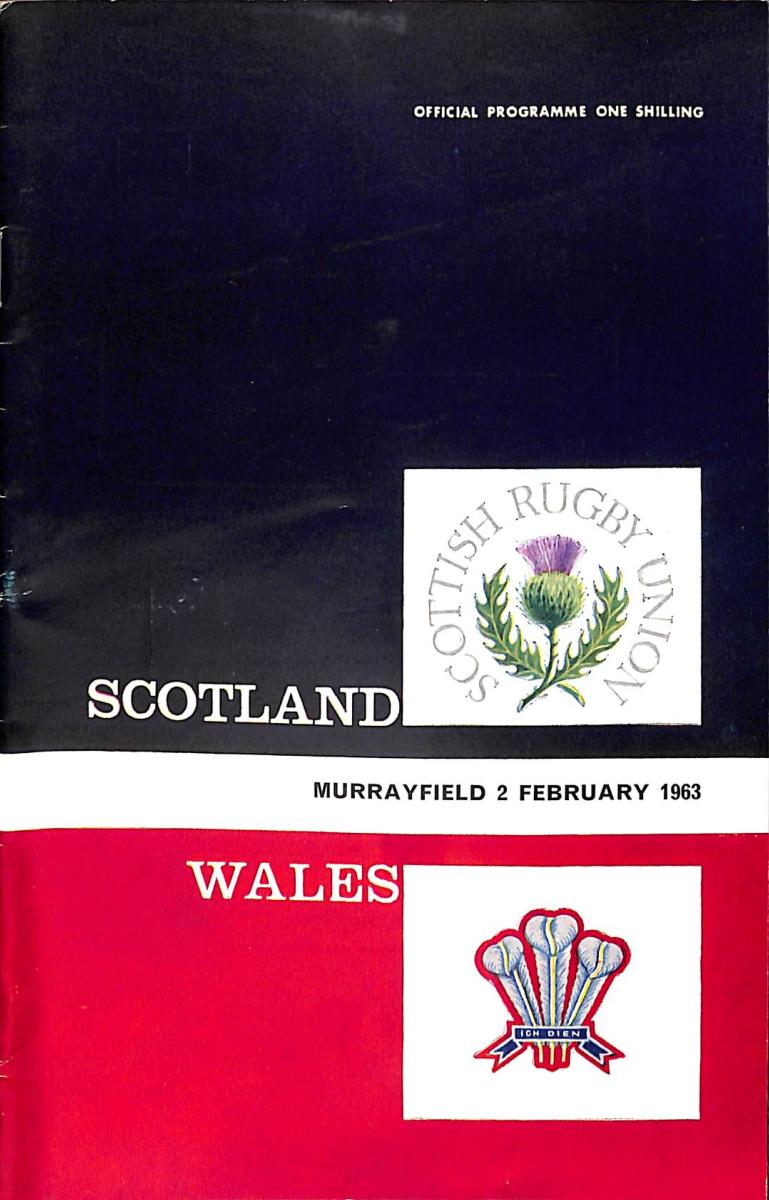 OFFICIAL PROGRAMME ONE SHILLING
SCOTTISH RUGBY UNION
SCOTLAND
MURRAYFIELD 2 FEBRUARY 1963
WALES
ICH DIEN